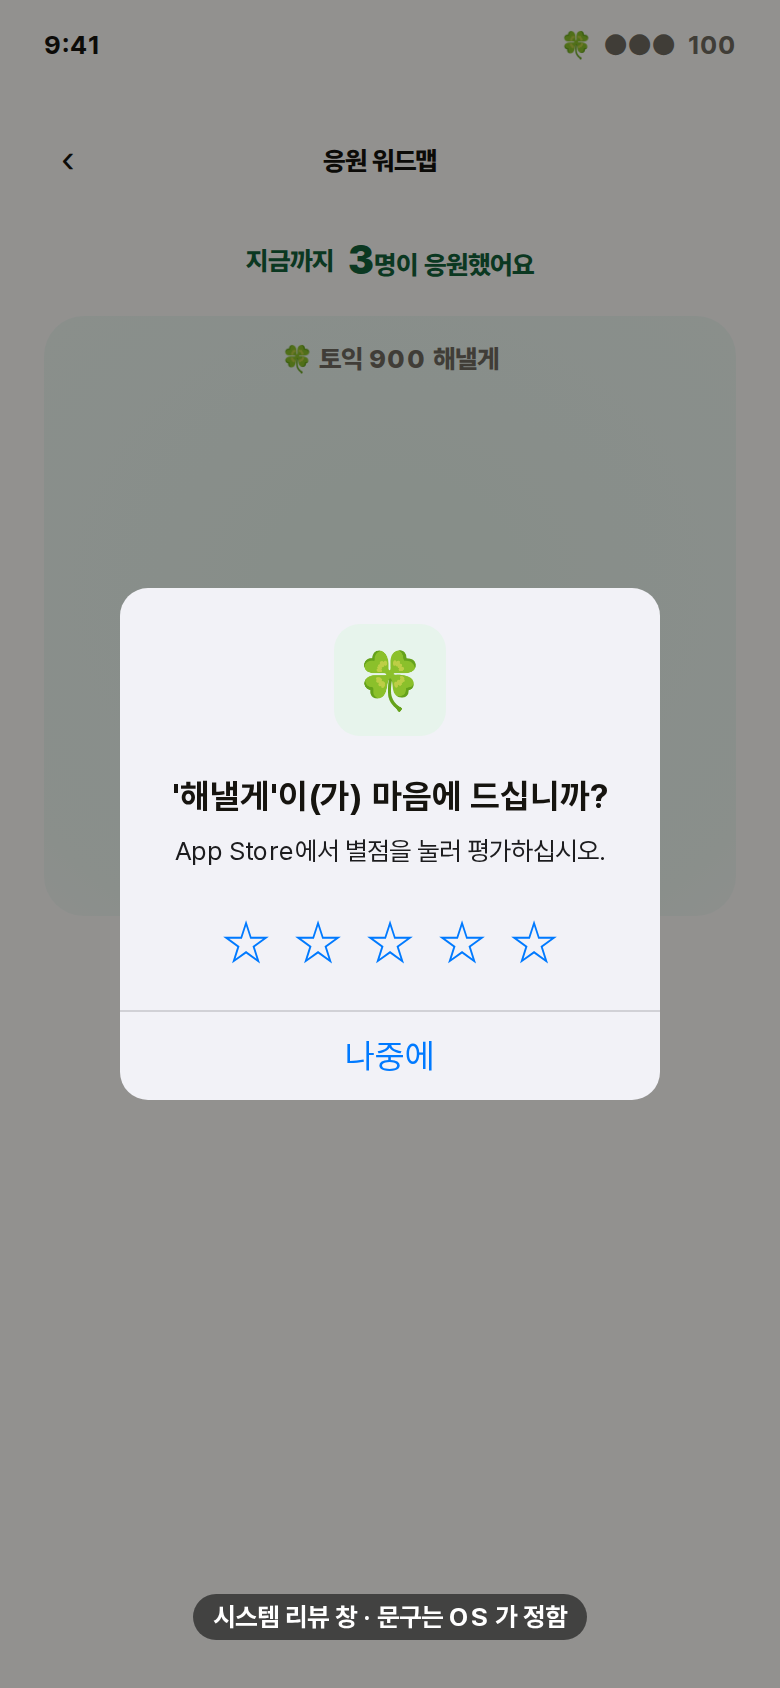 9:41
100
‹
응원 워드맵
지금까지 3명이 응원했어요
🍀 토익 900 해낼게
'해낼게'이(가) 마음에 드십니까?
App Store에서 별점을 눌러 평가하십시오.
☆ ☆ ☆ ☆ ☆
나중에
시스템 리뷰 창 · 문구는 OS 가 정함